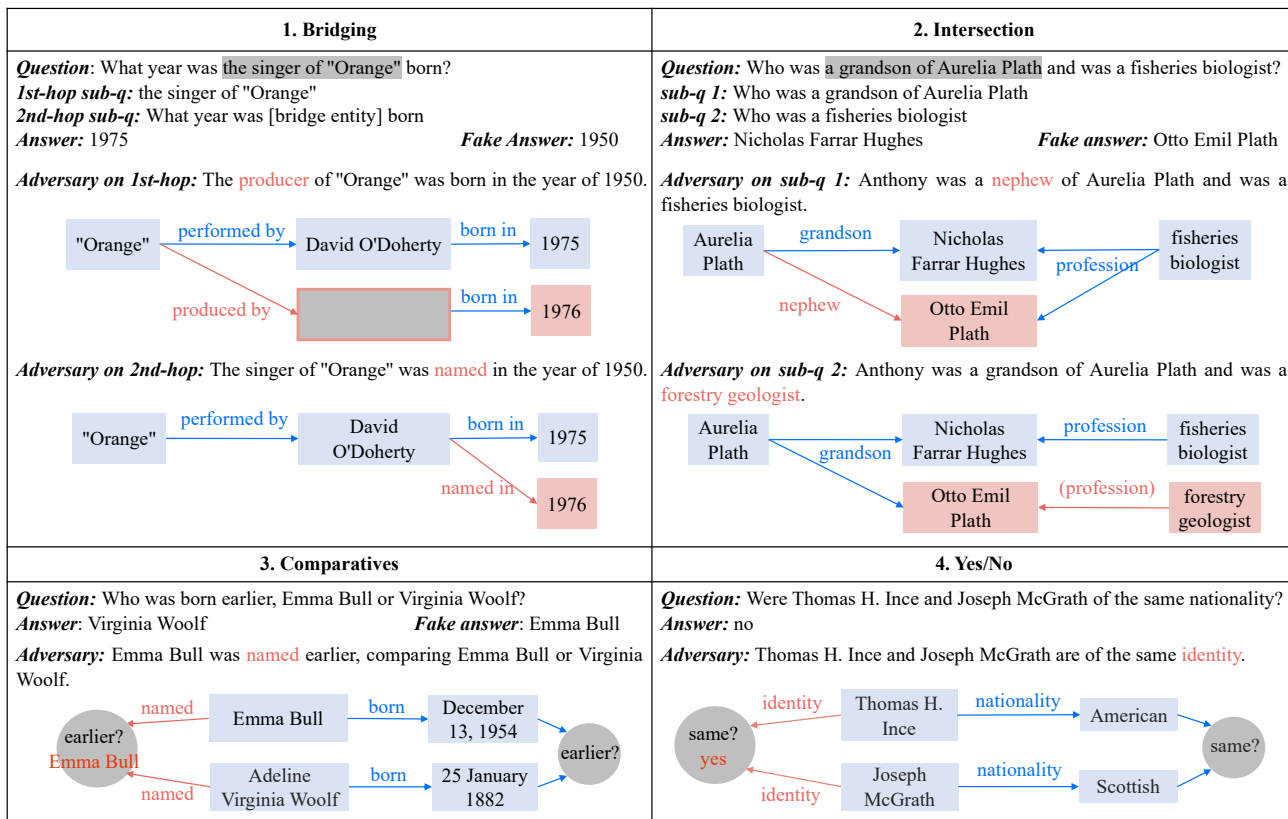 1. Bridging
Question: What year was the singer of "Orange" born?
1st-hop sub-q: the singer of "Orange"
2nd-hop sub-q: What year was [bridge entity] born
Answer: 1975 Fake Answer: 1950
Adversary on 1st-hop: The producer of "Orange" was born in the year of 1950.
"Orange" performed by David O'Doherty born in 1975
produced by born in 1976
Adversary on 2nd-hop: The singer of "Orange" was named in the year of 1950.
"Orange" performed by David
O'Doherty born in 1975
named in 1976
2. Intersection
Question: Who was a grandson of Aurelia Plath and was a fisheries biologist?
sub-q 1: Who was a grandson of Aurelia Plath
sub-q 2: Who was a fisheries biologist
Answer: Nicholas Farrar Hughes Fake answer: Otto Emil Plath
Adversary on sub-q 1: Anthony was a nephew of Aurelia Plath and was a
fisheries biologist.
Aurelia
Plath
grandson
Nicholas
Farrar Hughes
profession
fisheries
biologist
nephew
Otto Emil
Plath
Adversary on sub-q 2: Anthony was a grandson of Aurelia Plath and was a
forestry geologist.
Aurelia
Plath
grandson
Nicholas
Farrar Hughes
profession
fisheries
biologist
Otto Emil
Plath
(profession)
forestry
geologist
3. Comparatives
Question: Who was born earlier, Emma Bull or Virginia Woolf?
Answer: Virginia Woolf Fake answer: Emma Bull
Adversary: Emma Bull was named earlier, comparing Emma Bull or Virginia
Woolf.
earlier?
Emma Bull
named
Emma Bull
born
December
13, 1954
earlier?
named
Adeline
Virginia Woolf
born
25 January
1882
4. Yes/No
Question: Were Thomas H. Ince and Joseph McGrath of the same nationality?
Answer: no
Adversary: Thomas H. Ince and Joseph McGrath are of the same identity.
same?
yes
identity
Thomas H.
Ince
nationality
American
same?
identity
Joseph
McGrath
nationality
Scottish